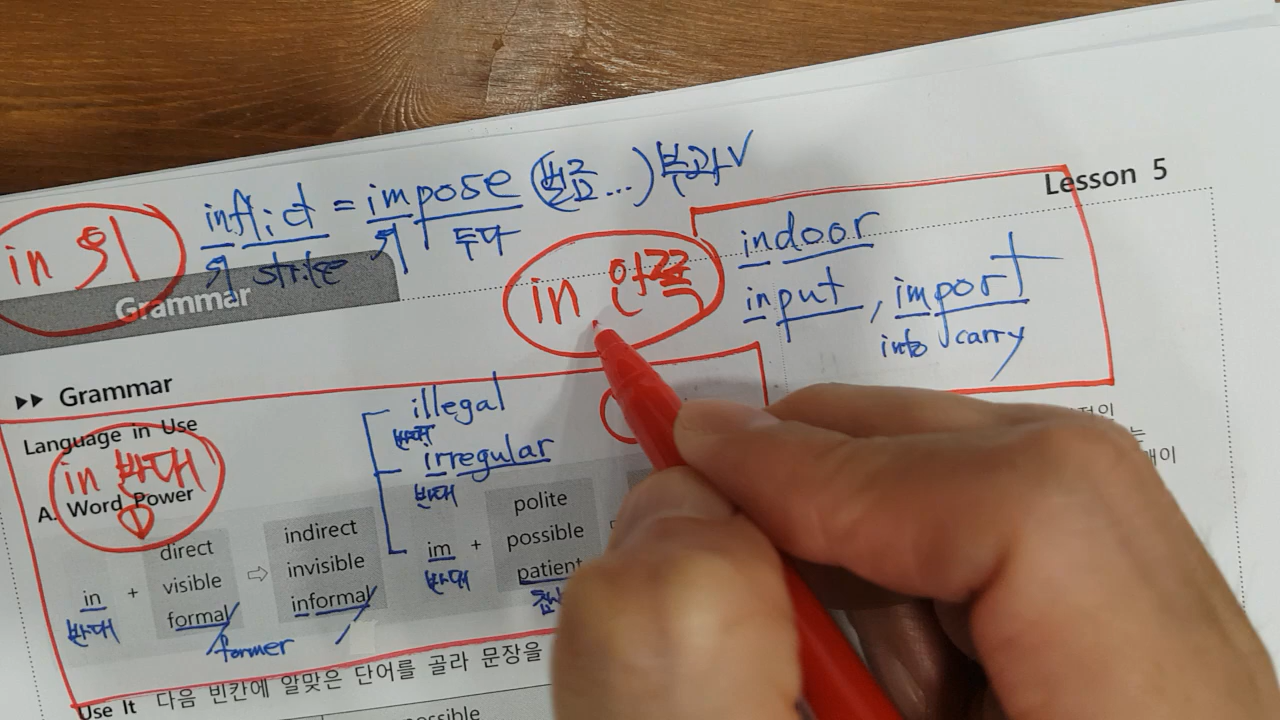 Lesson 5
inflict = impose (벌금...) 부과V
in 위
위 strike 위 두다
in 안쪽
indoor
input, import
into carry
Grammar
▸▸ Grammar
Language in Use
in 반대
A. Word Power
illegal
반대
irregular
반대
in + direct ⇨ indirect
visible invisible
formal informal
반대
former
im + polite
possible
patient
반대
Use It 다음 빈칸에 알맞은 단어를 골라 문장을